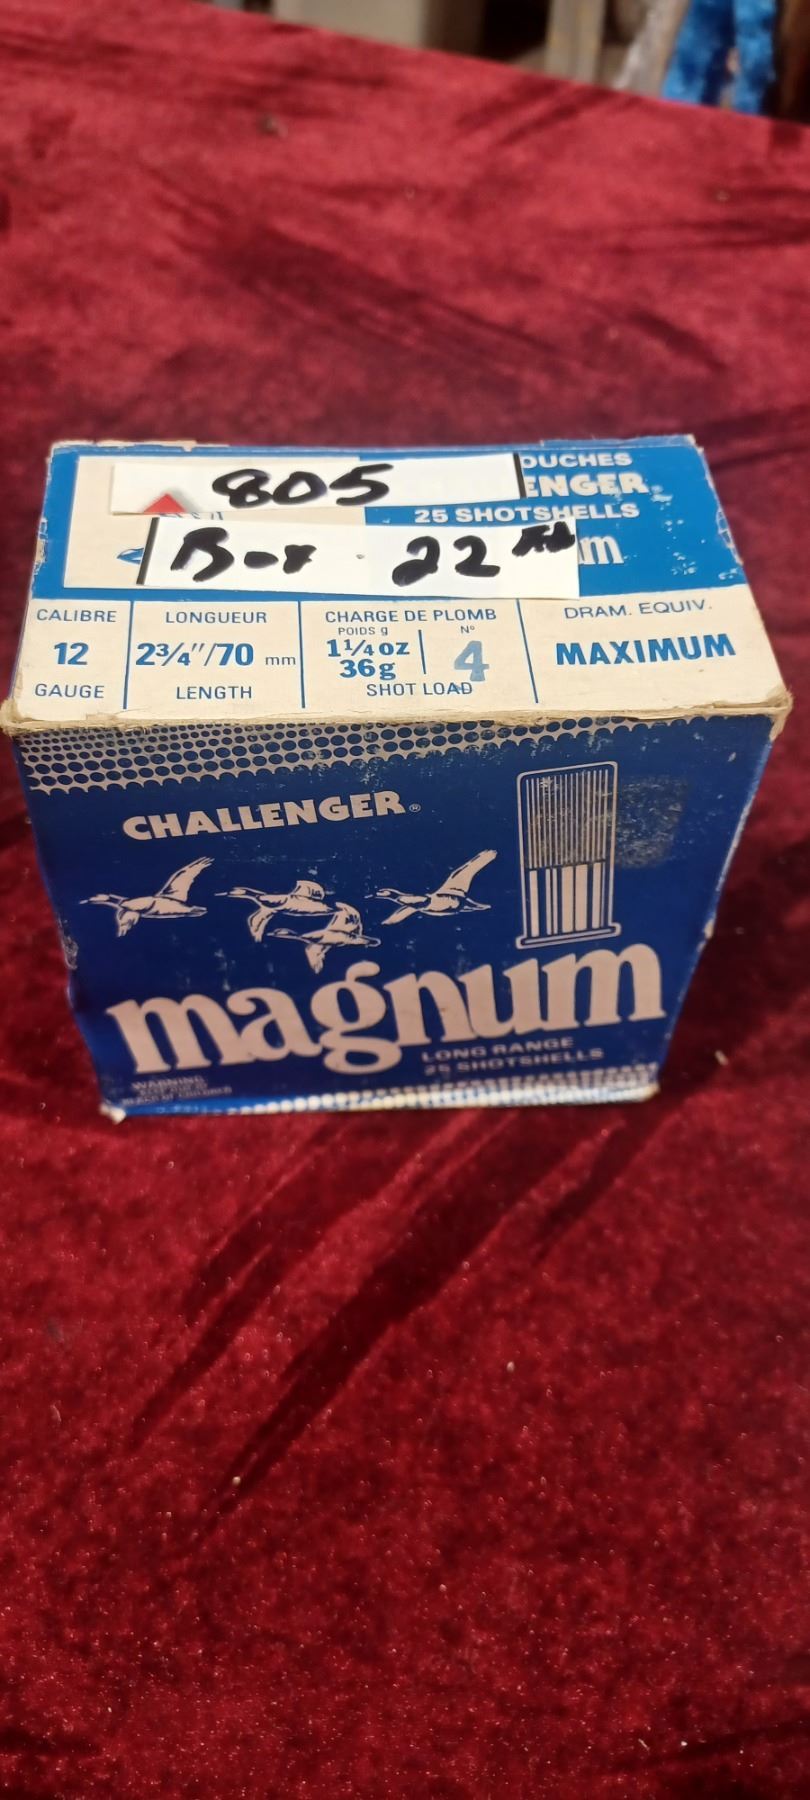 805
OUCHES
ENGER
25 SHOTSHELLS
Box - 22
m
CALIBRE
12
GAUGE
LONGUEUR
2¾"/70 mm
LENGTH
CHARGE DE PLOMB
POIDS g
1¼ oz
36g
Nº
4
SHOT LOAD
DRAM. EQUIV.
MAXIMUM
CHALLENGER®
magnum
LONG RANGE
25 SHOTSHELLS
WARNING